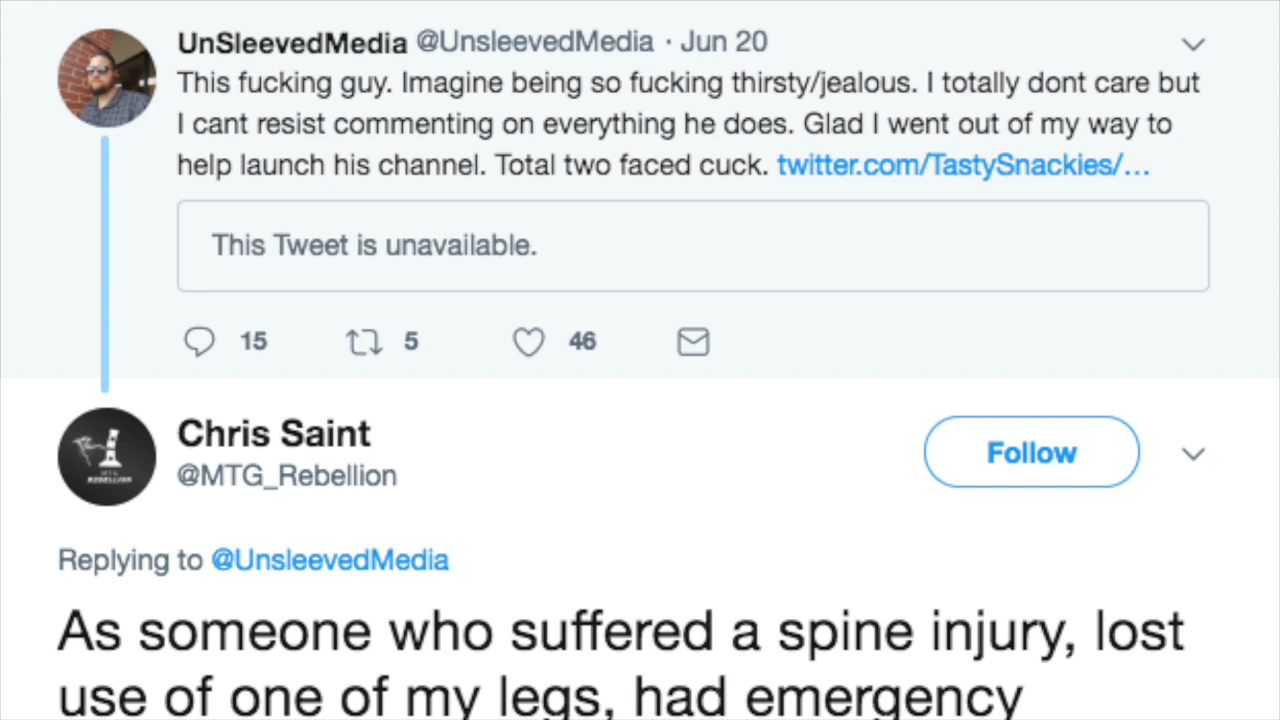 UnSleevedMedia @UnsleevedMedia · Jun 20
This fucking guy. Imagine being so fucking thirsty/jealous. I totally dont care but
I cant resist commenting on everything he does. Glad I went out of my way to
help launch his channel. Total two faced cuck. twitter.com/TastySnackies/...
This Tweet is unavailable.
15 5 46
Chris Saint
@MTG_Rebellion
MTG
REBELLION
Follow
Replying to @UnsleevedMedia
As someone who suffered a spine injury, lost
use of one of my legs, had emergency